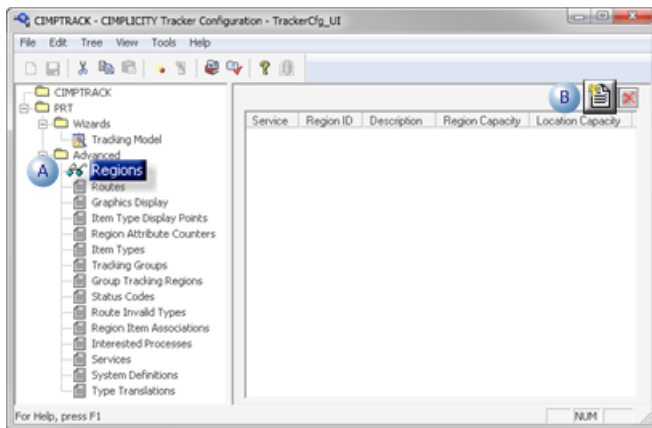 CIMPTRACK - CIMPLICITY Tracker Configuration - TrackerCfg_UI
File Edit Tree View Tools Help
CIMPTRACK
PRT
Wizards
Tracking Model
Advanced
A
Regions
Routes
Graphics Display
Item Type Display Points
Region Attribute Counters
Item Types
Tracking Groups
Group Tracking Regions
Status Codes
Route Invalid Types
Region Item Associations
Interested Processes
Services
System Definitions
Type Translations
B
Service Region ID Description Region Capacity Location Capacity
For Help, press F1
NUM